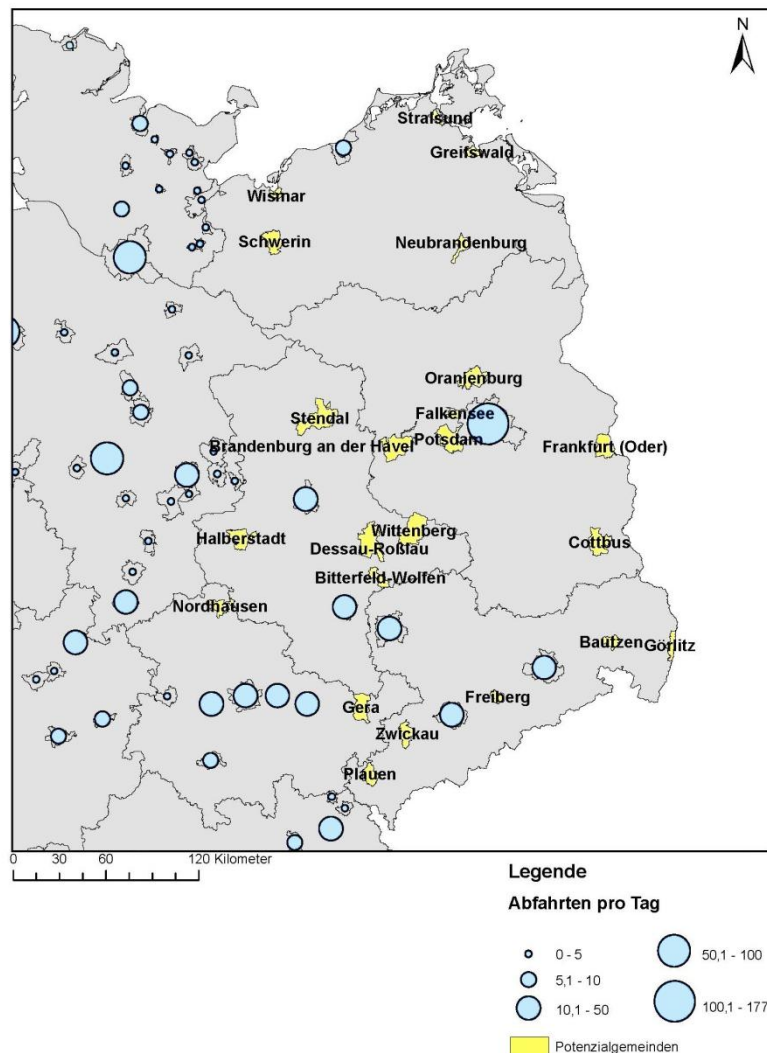 N
Stralsund
Greifswald
Wismar
Schwerin
Neubrandenburg
Oranjenburg
Stendal
Falkensee
Brandenburg an der Havel
Potsdam
Frankfurt (Oder)
Halberstadt
Wittenberg
Dessau-Roßlau
Cottbus
Bitterfeld-Wolfen
Nordhausen
Bautzen
Görlitz
Gera
Freiberg
Zwickau
Plauen
0 30 60 120 Kilometer
Legende
Abfahrten pro Tag
0 - 5
5,1 - 10
10,1 - 50
50,1 - 100
100,1 - 177
Potenzialgemeinden